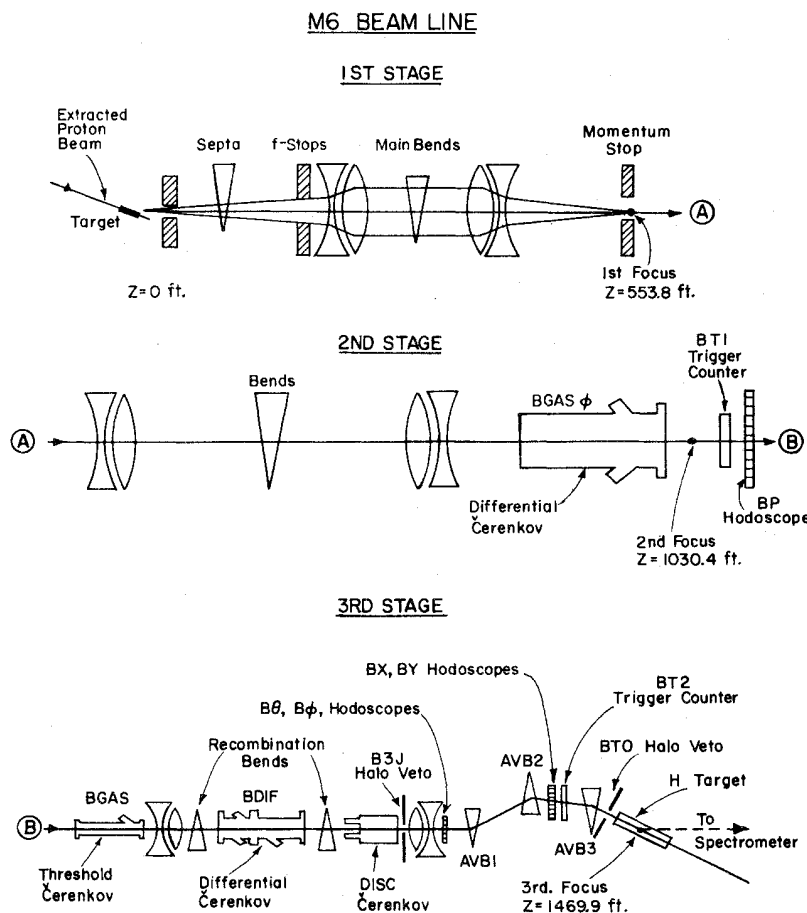 M6 BEAM LINE
1ST STAGE
Extracted
Proton
Beam
Septa
f-Stops
Main Bends
Momentum
Stop
Target
A
1st Focus
Z=553.8 ft.
Z=0 ft.
2ND STAGE
BT1
Trigger
Counter
Bends
BGAS ϕ
A
B
Differential
Čerenkov
BP
Hodoscope
2nd Focus
Z = 1030.4 ft.
3RD STAGE
BX, BY Hodoscopes
BT2
Trigger Counter
Bθ, Bϕ, Hodoscopes
Recombination
Bends
B3J
Halo Veto
AVB2
BTO Halo Veto
H Target
BGAS
BDIF
B
To
Spectrometer
AVB1
AVB3
Threshold
Čerenkov
Differential
Čerenkov
DISC
Čerenkov
3rd. Focus
Z = 1469.9 ft.